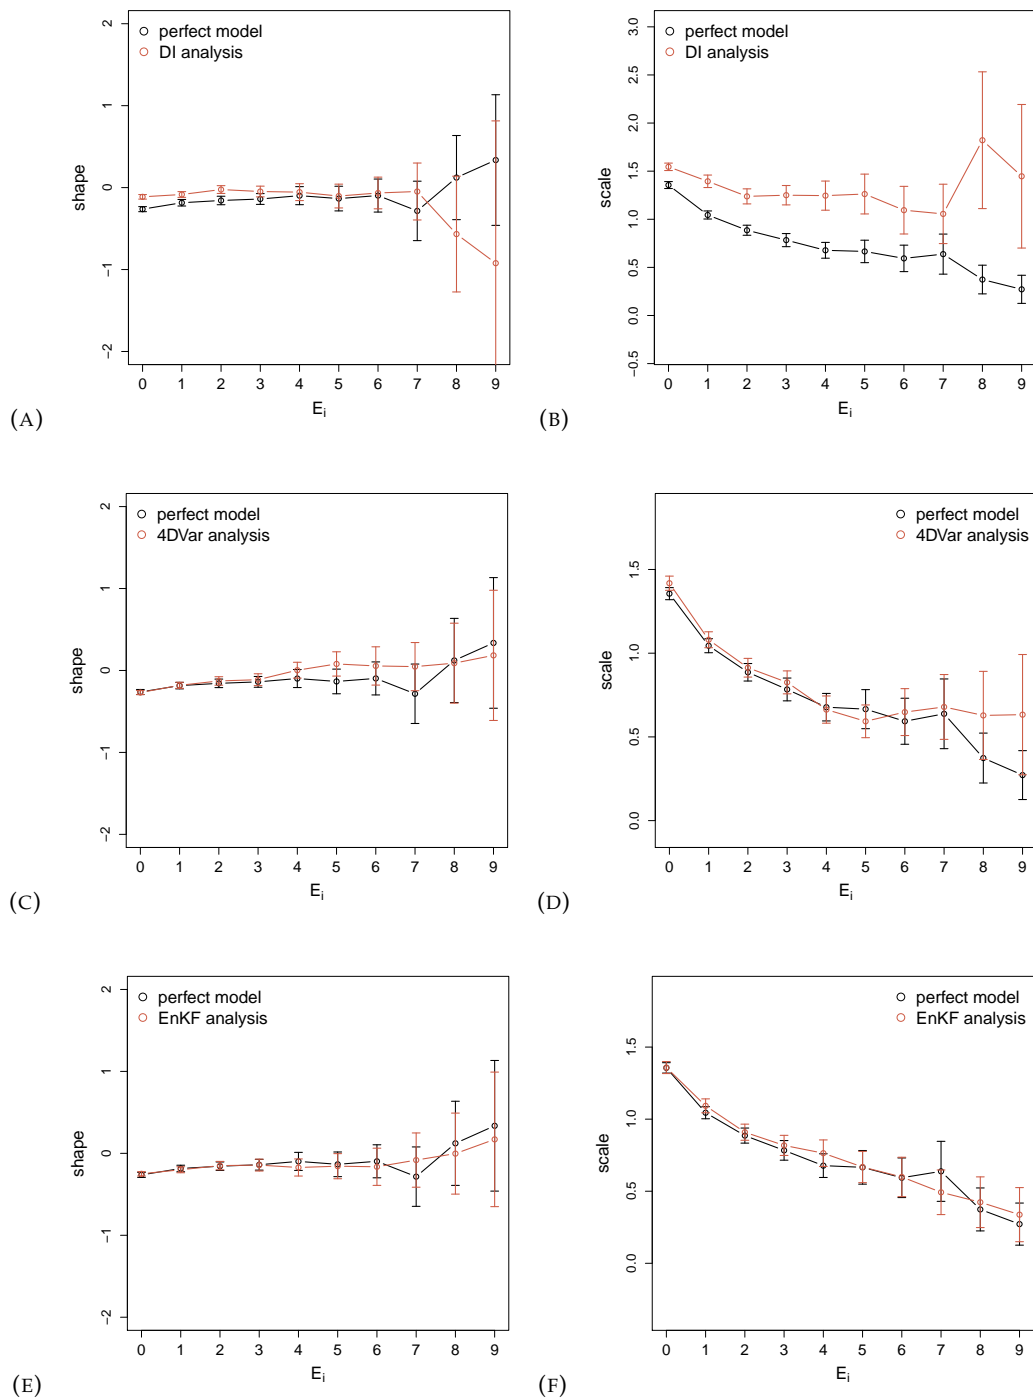 perfect model
DI analysis
shape
2
1
0
−1
−2
0 1 2 3 4 5 6 7 8 9
E_i
(A)
perfect model
DI analysis
scale
3.0
2.5
2.0
1.5
1.0
0.5
0.0
−0.5
0 1 2 3 4 5 6 7 8 9
E_i
(B)
perfect model
4DVar analysis
shape
2
1
0
−1
−2
0 1 2 3 4 5 6 7 8 9
E_i
(C)
perfect model
4DVar analysis
scale
1.5
1.0
0.5
0.0
0 1 2 3 4 5 6 7 8 9
E_i
(D)
perfect model
EnKF analysis
shape
2
1
0
−1
−2
0 1 2 3 4 5 6 7 8 9
E_i
(E)
perfect model
EnKF analysis
scale
1.5
1.0
0.5
0.0
0 1 2 3 4 5 6 7 8 9
E_i
(F)